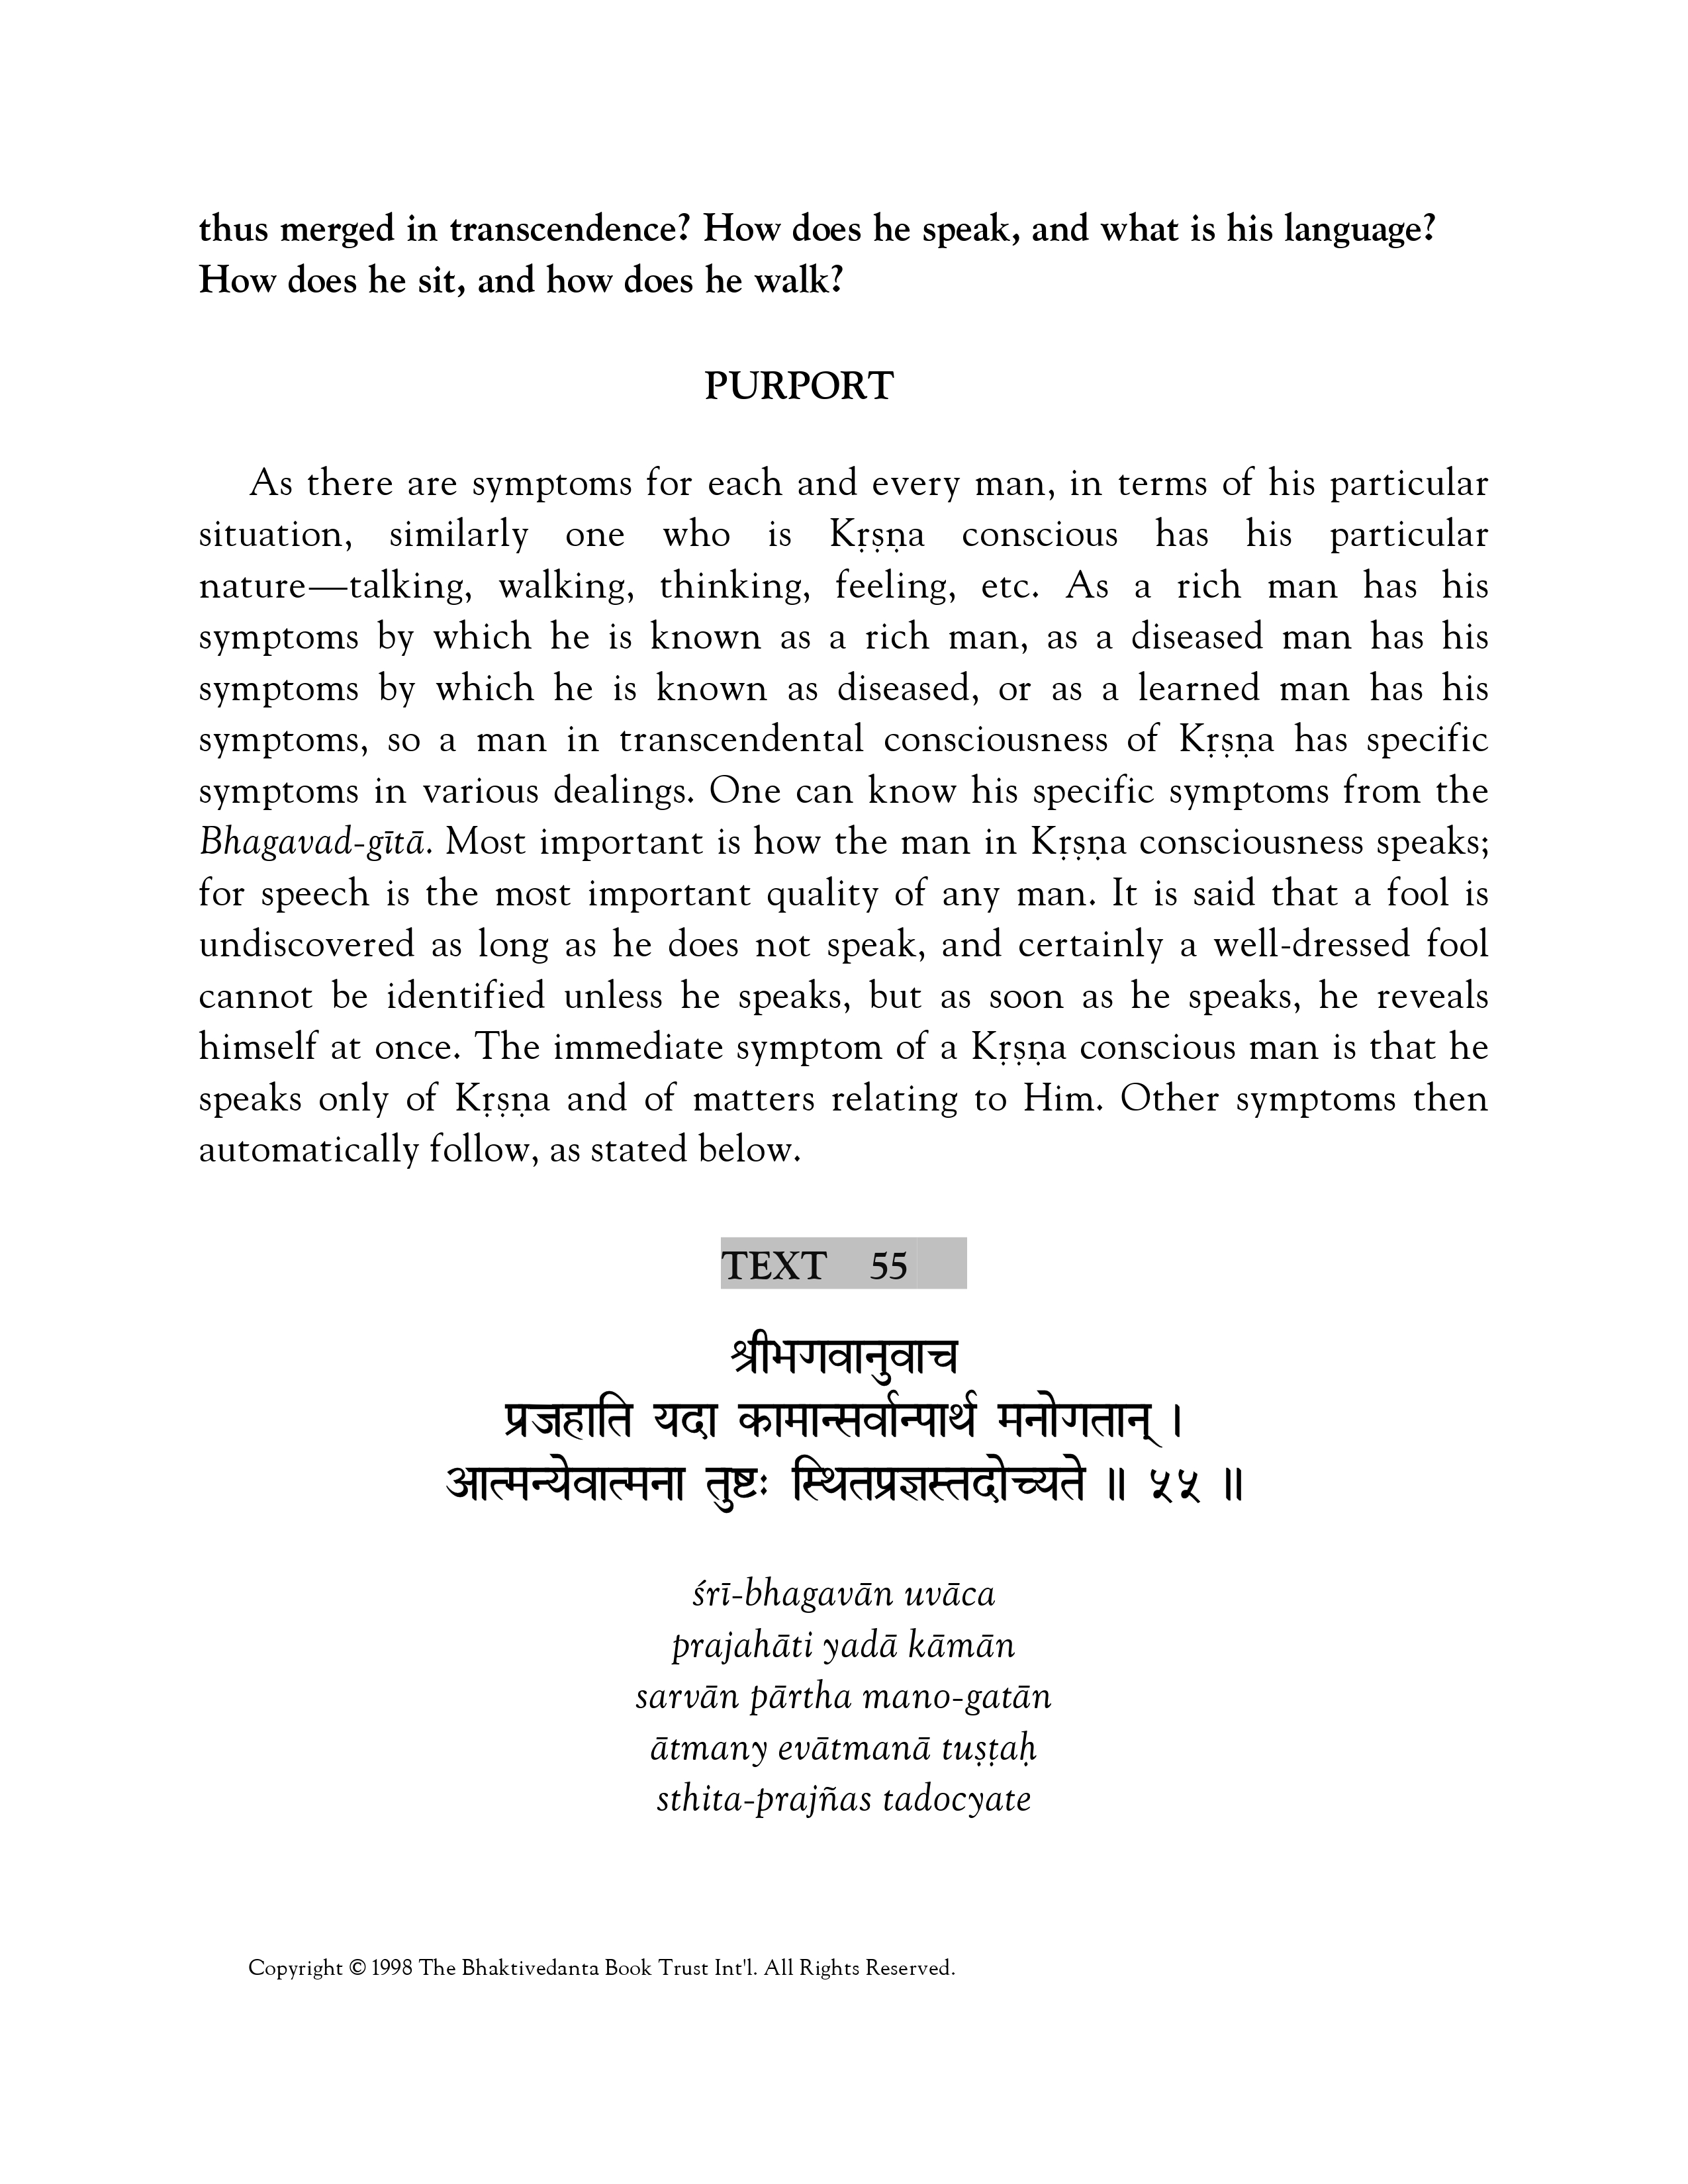 thus merged in transcendence? How does he speak, and what is his language?
How does he sit, and how does he walk?
PURPORT
As there are symptoms for each and every man, in terms of his particular
situation, similarly one who is Kṛṣṇa conscious has his particular
nature—talking, walking, thinking, feeling, etc. As a rich man has his
symptoms by which he is known as a rich man, as a diseased man has his
symptoms by which he is known as diseased, or as a learned man has his
symptoms, so a man in transcendental consciousness of Kṛṣṇa has specific
symptoms in various dealings. One can know his specific symptoms from the
Bhagavad-gītā. Most important is how the man in Kṛṣṇa consciousness speaks;
for speech is the most important quality of any man. It is said that a fool is
undiscovered as long as he does not speak, and certainly a well-dressed fool
cannot be identified unless he speaks, but as soon as he speaks, he reveals
himself at once. The immediate symptom of a Kṛṣṇa conscious man is that he
speaks only of Kṛṣṇa and of matters relating to Him. Other symptoms then
automatically follow, as stated below.
TEXT 55
श्रीभगवानुवाच
प्रजहाति यदा कामान्सर्वान्पार्थ मनोगतान् ।
आत्मन्येवात्मना तुष्टः स्थितप्रज्ञस्तदोच्यते ॥ ५५ ॥
śrī-bhagavān uvāca
prajahāti yadā kāmān
sarvān pārtha mano-gatān
ātmany evātmanā tuṣṭaḥ
sthita-prajñas tadocyate
Copyright © 1998 The Bhaktivedanta Book Trust Int'l. All Rights Reserved.